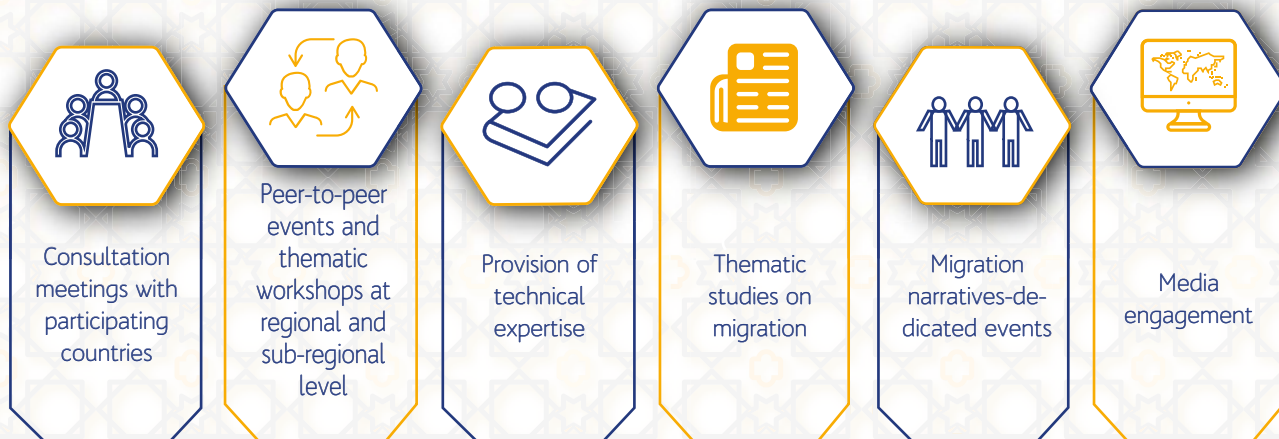 Consultation
meetings with
participating
countries
Peer-to-peer
events and
thematic
workshops at
regional and
sub-regional
level
Provision of
technical
expertise
Thematic
studies on
migration
Migration
narratives-de-
dicated events
Media
engagement